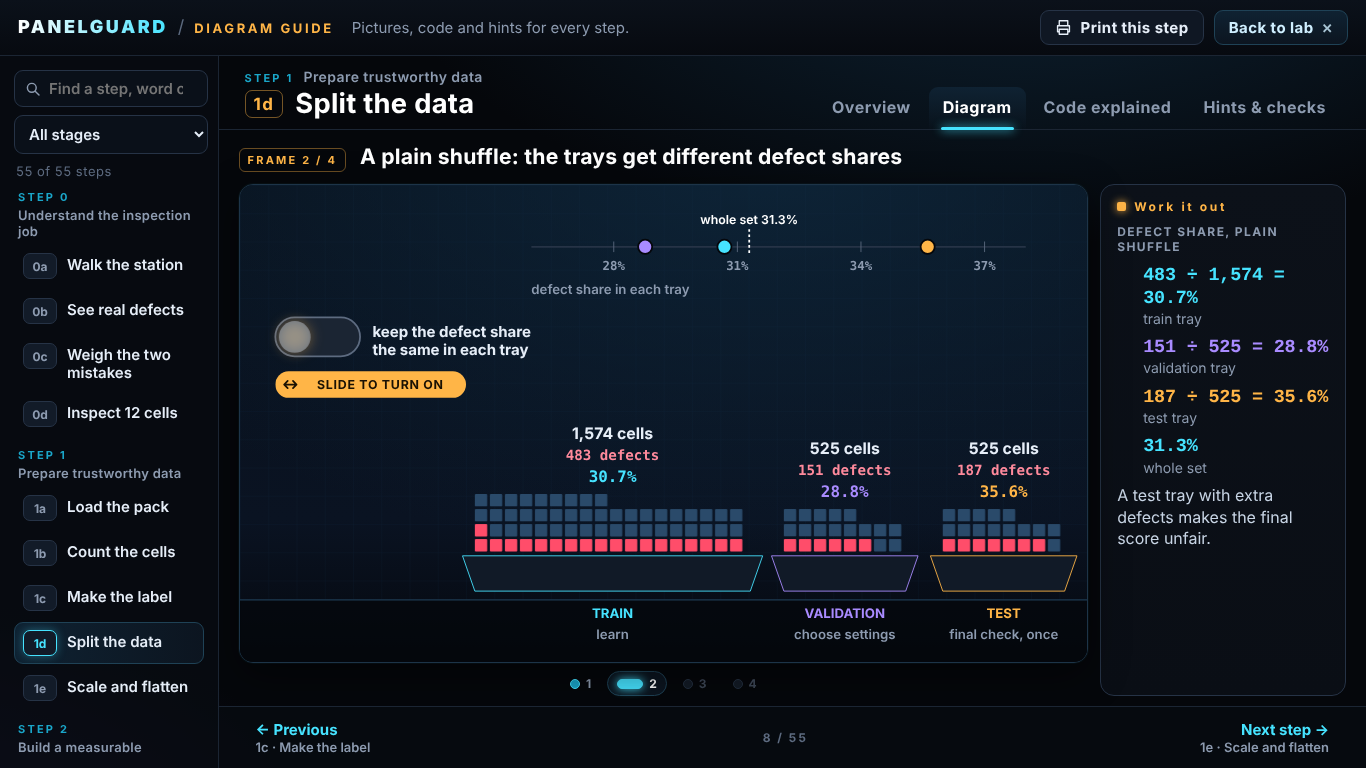 PANELGUARD / DIAGRAM GUIDE Pictures, code and hints for every step.
Print this step
Back to lab ×
Find a step, word c
All stages
55 of 55 steps
STEP 0
Understand the inspection
job
0a Walk the station
0b See real defects
0c Weigh the two
mistakes
0d Inspect 12 cells
STEP 1
Prepare trustworthy data
1a Load the pack
1b Count the cells
1c Make the label
1d Split the data
1e Scale and flatten
STEP 2
Build a measurable
STEP 1 Prepare trustworthy data
1d Split the data
Overview
Diagram
Code explained
Hints & checks
FRAME 2 / 4 A plain shuffle: the trays get different defect shares
whole set 31.3%
28% 31% 34% 37%
defect share in each tray
keep the defect share
the same in each tray
↔ SLIDE TO TURN ON
1,574 cells
483 defects
30.7%
525 cells
151 defects
28.8%
525 cells
187 defects
35.6%
TRAIN
learn
VALIDATION
choose settings
TEST
final check, once
1 2 3 4
Work it out
DEFECT SHARE, PLAIN
SHUFFLE
483 ÷ 1,574 =
30.7%
train tray
151 ÷ 525 = 28.8%
validation tray
187 ÷ 525 = 35.6%
test tray
31.3%
whole set
A test tray with extra
defects makes the final
score unfair.
← Previous
1c · Make the label
8 / 55
Next step →
1e · Scale and flatten